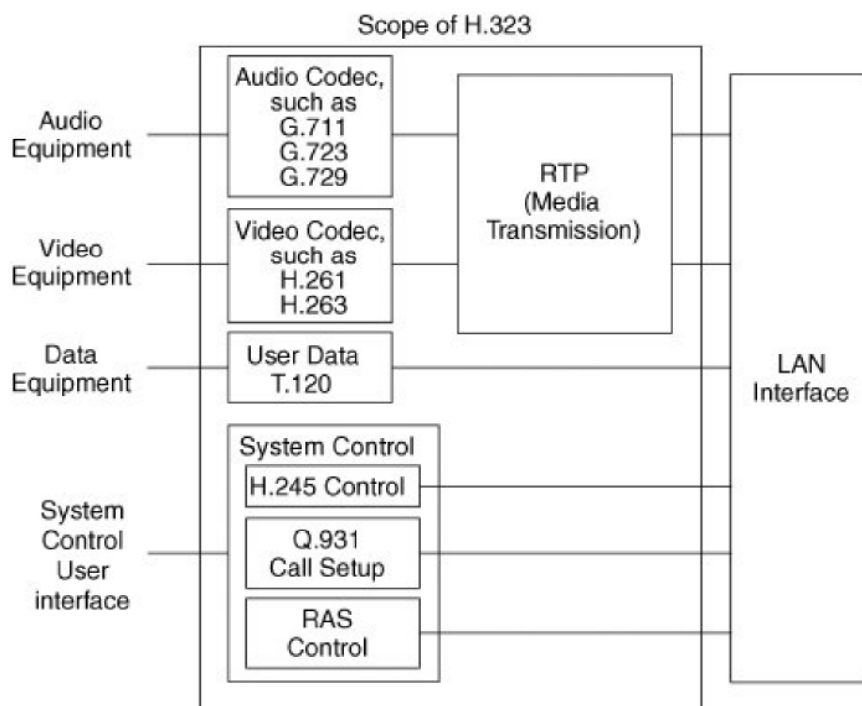 Scope of H.323
Audio
Equipment
Audio Codec,
such as
G.711
G.723
G.729
RTP
(Media
Transmission)
Video
Equipment
Video Codec,
such as
H.261
H.263
Data
Equipment
User Data
T.120
LAN
Interface
System
Control
User
interface
System Control
H.245 Control
Q.931
Call Setup
RAS
Control